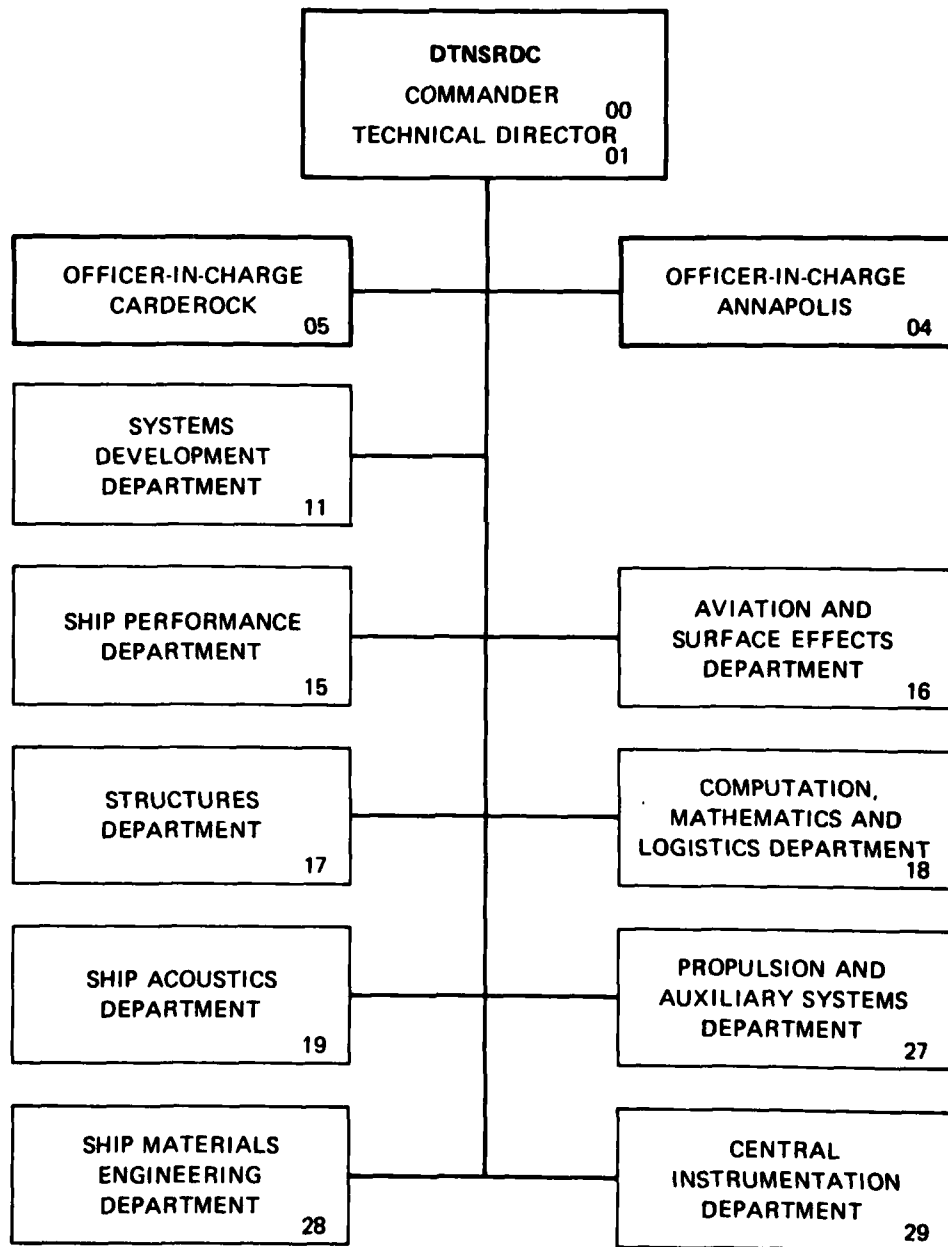 DTNSRDC
COMMANDER
00
TECHNICAL DIRECTOR
01
OFFICER-IN-CHARGE
CARDEROCK
05
OFFICER-IN-CHARGE
ANNAPOLIS
04
SYSTEMS
DEVELOPMENT
DEPARTMENT
11
SHIP PERFORMANCE
DEPARTMENT
15
AVIATION AND
SURFACE EFFECTS
DEPARTMENT
16
STRUCTURES
DEPARTMENT
17
COMPUTATION,
MATHEMATICS AND
LOGISTICS DEPARTMENT
18
SHIP ACOUSTICS
DEPARTMENT
19
PROPULSION AND
AUXILIARY SYSTEMS
DEPARTMENT
27
SHIP MATERIALS
ENGINEERING
DEPARTMENT
28
CENTRAL
INSTRUMENTATION
DEPARTMENT
29